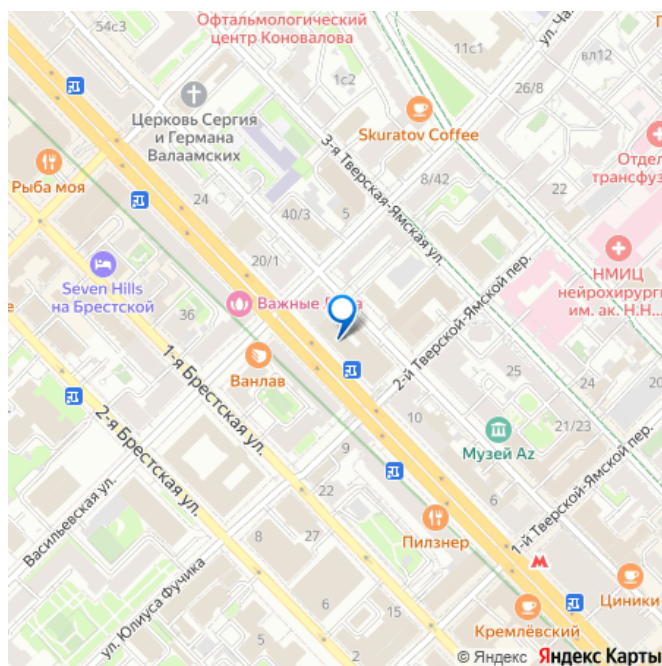 54с3
Офтальмологический
центр Коновалова
11с1
ул. Ча
вл12
1с2
26/8
Церковь Сергия
и Германа
Валаамских
Skuratov Coffee
3-я Тверская-Ямская ул.
Отдел
трансфуз
Рыба моя
24
8/42
22
40/3
5
20/1
Seven Hills
на Брестской
НМИЦ
нейрохирург
им. ак. Н.Н...
2-й Тверской-Ямской пер.
Важные
36
Ванлав
1-я Брестская ул.
25
24
20
10
2-я Брестская ул.
21/23
Музей Az
9
6
1-й Тверской-Ямской пер.
Васильевская ул.
22
Пилзнер
8
27
ул. Юлиуса Фучика
6
15
Циники
Кремлёвский
2
© Яндекс Яндекс Карты